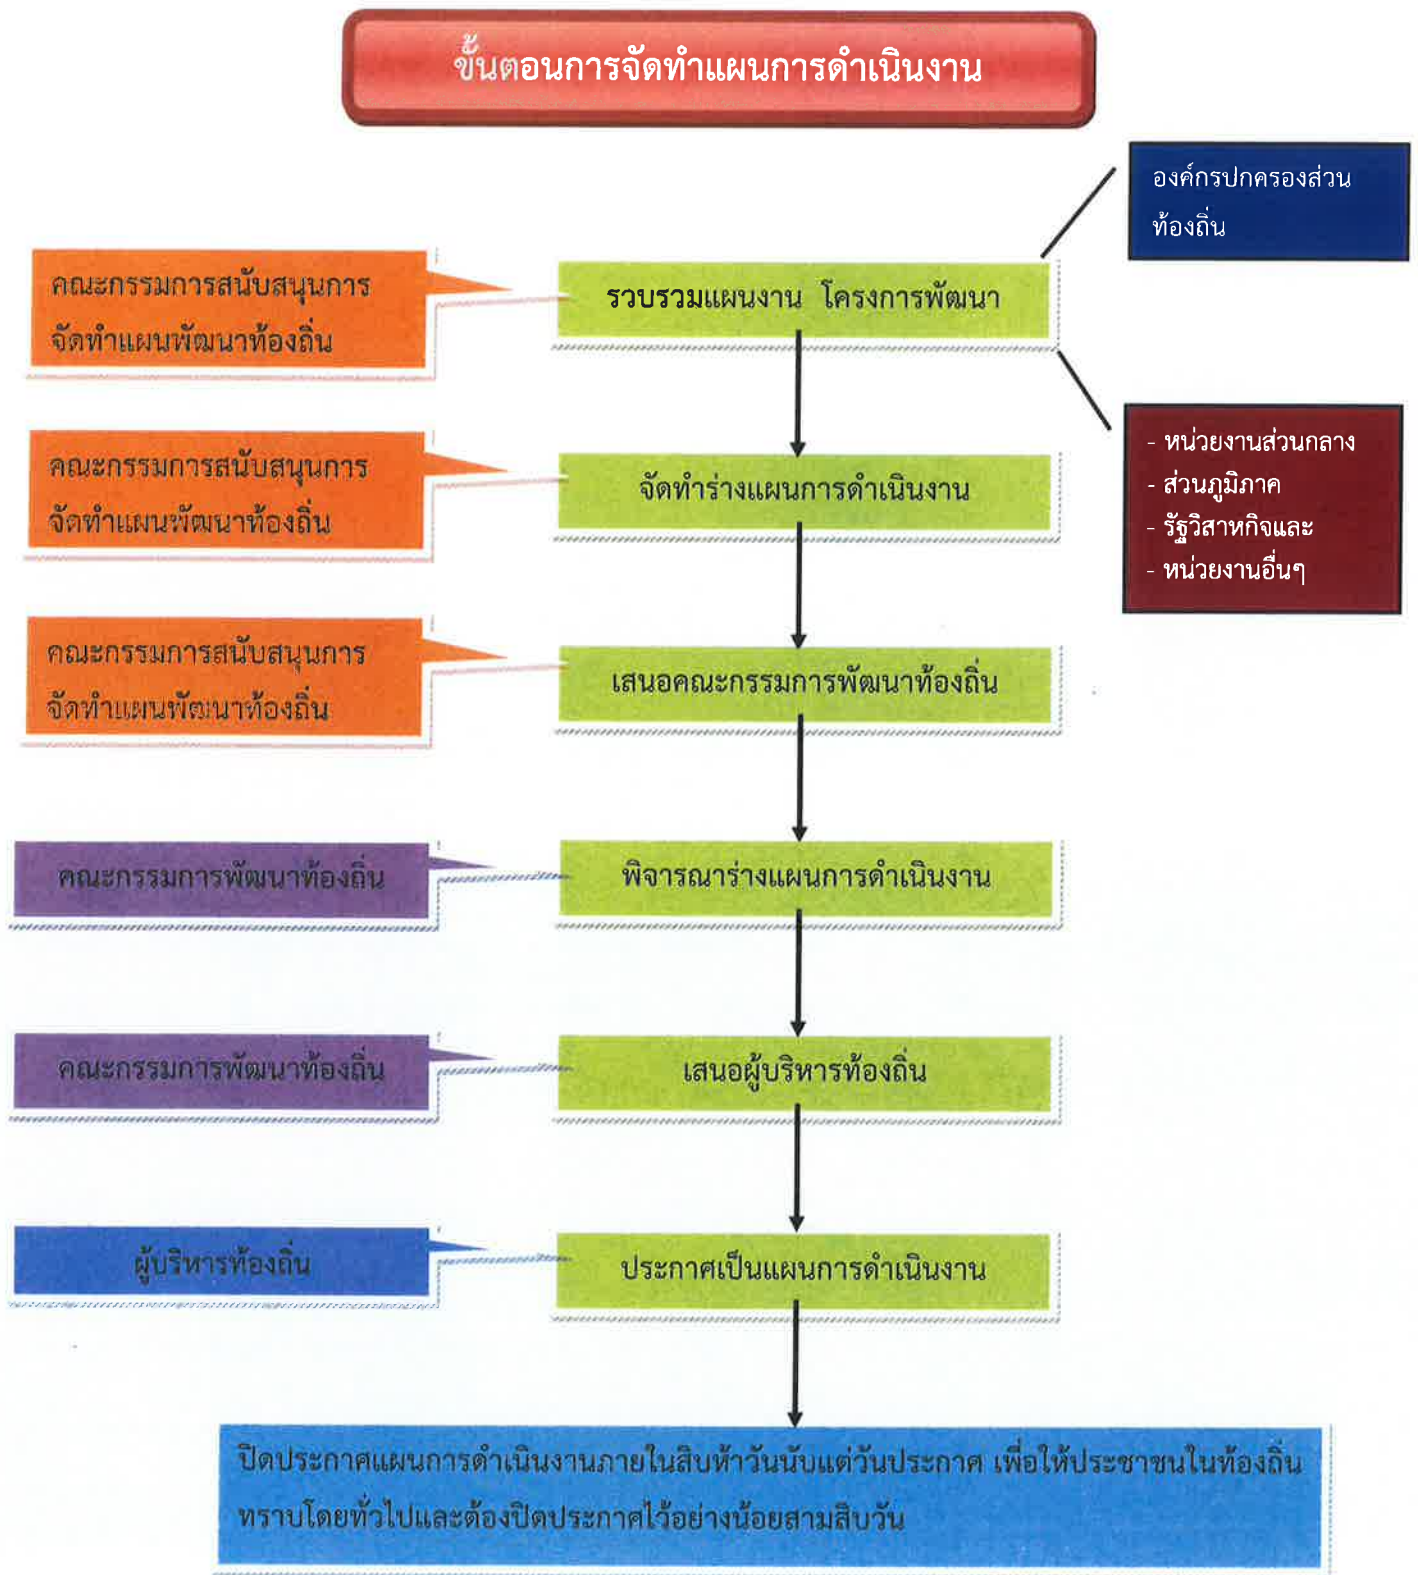 ขั้นตอนการจัดทำแผนการดำเนินงาน
องค์กรปกครองส่วน
ท้องถิ่น
คณะกรรมการสนับสนุนการ
จัดทำแผนพัฒนาท้องถิ่น
รวบรวมแผนงาน โครงการพัฒนา
- หน่วยงานส่วนกลาง
- ส่วนภูมิภาค
- รัฐวิสาหกิจและ
- หน่วยงานอื่นๆ
คณะกรรมการสนับสนุนการ
จัดทำแผนพัฒนาท้องถิ่น
จัดทำร่างแผนการดำเนินงาน
คณะกรรมการสนับสนุนการ
จัดทำแผนพัฒนาท้องถิ่น
เสนอคณะกรรมการพัฒนาท้องถิ่น
คณะกรรมการพัฒนาท้องถิ่น
พิจารณาร่างแผนการดำเนินงาน
คณะกรรมการพัฒนาท้องถิ่น
เสนอผู้บริหารท้องถิ่น
ผู้บริหารท้องถิ่น
ประกาศเป็นแผนการดำเนินงาน
ปิดประกาศแผนการดำเนินงานภายในสิบห้าวันนับแต่วันประกาศ เพื่อให้ประชาชนในท้องถิ่น
ทราบโดยทั่วไปและต้องปิดประกาศไว้อย่างน้อยสามสิบวัน